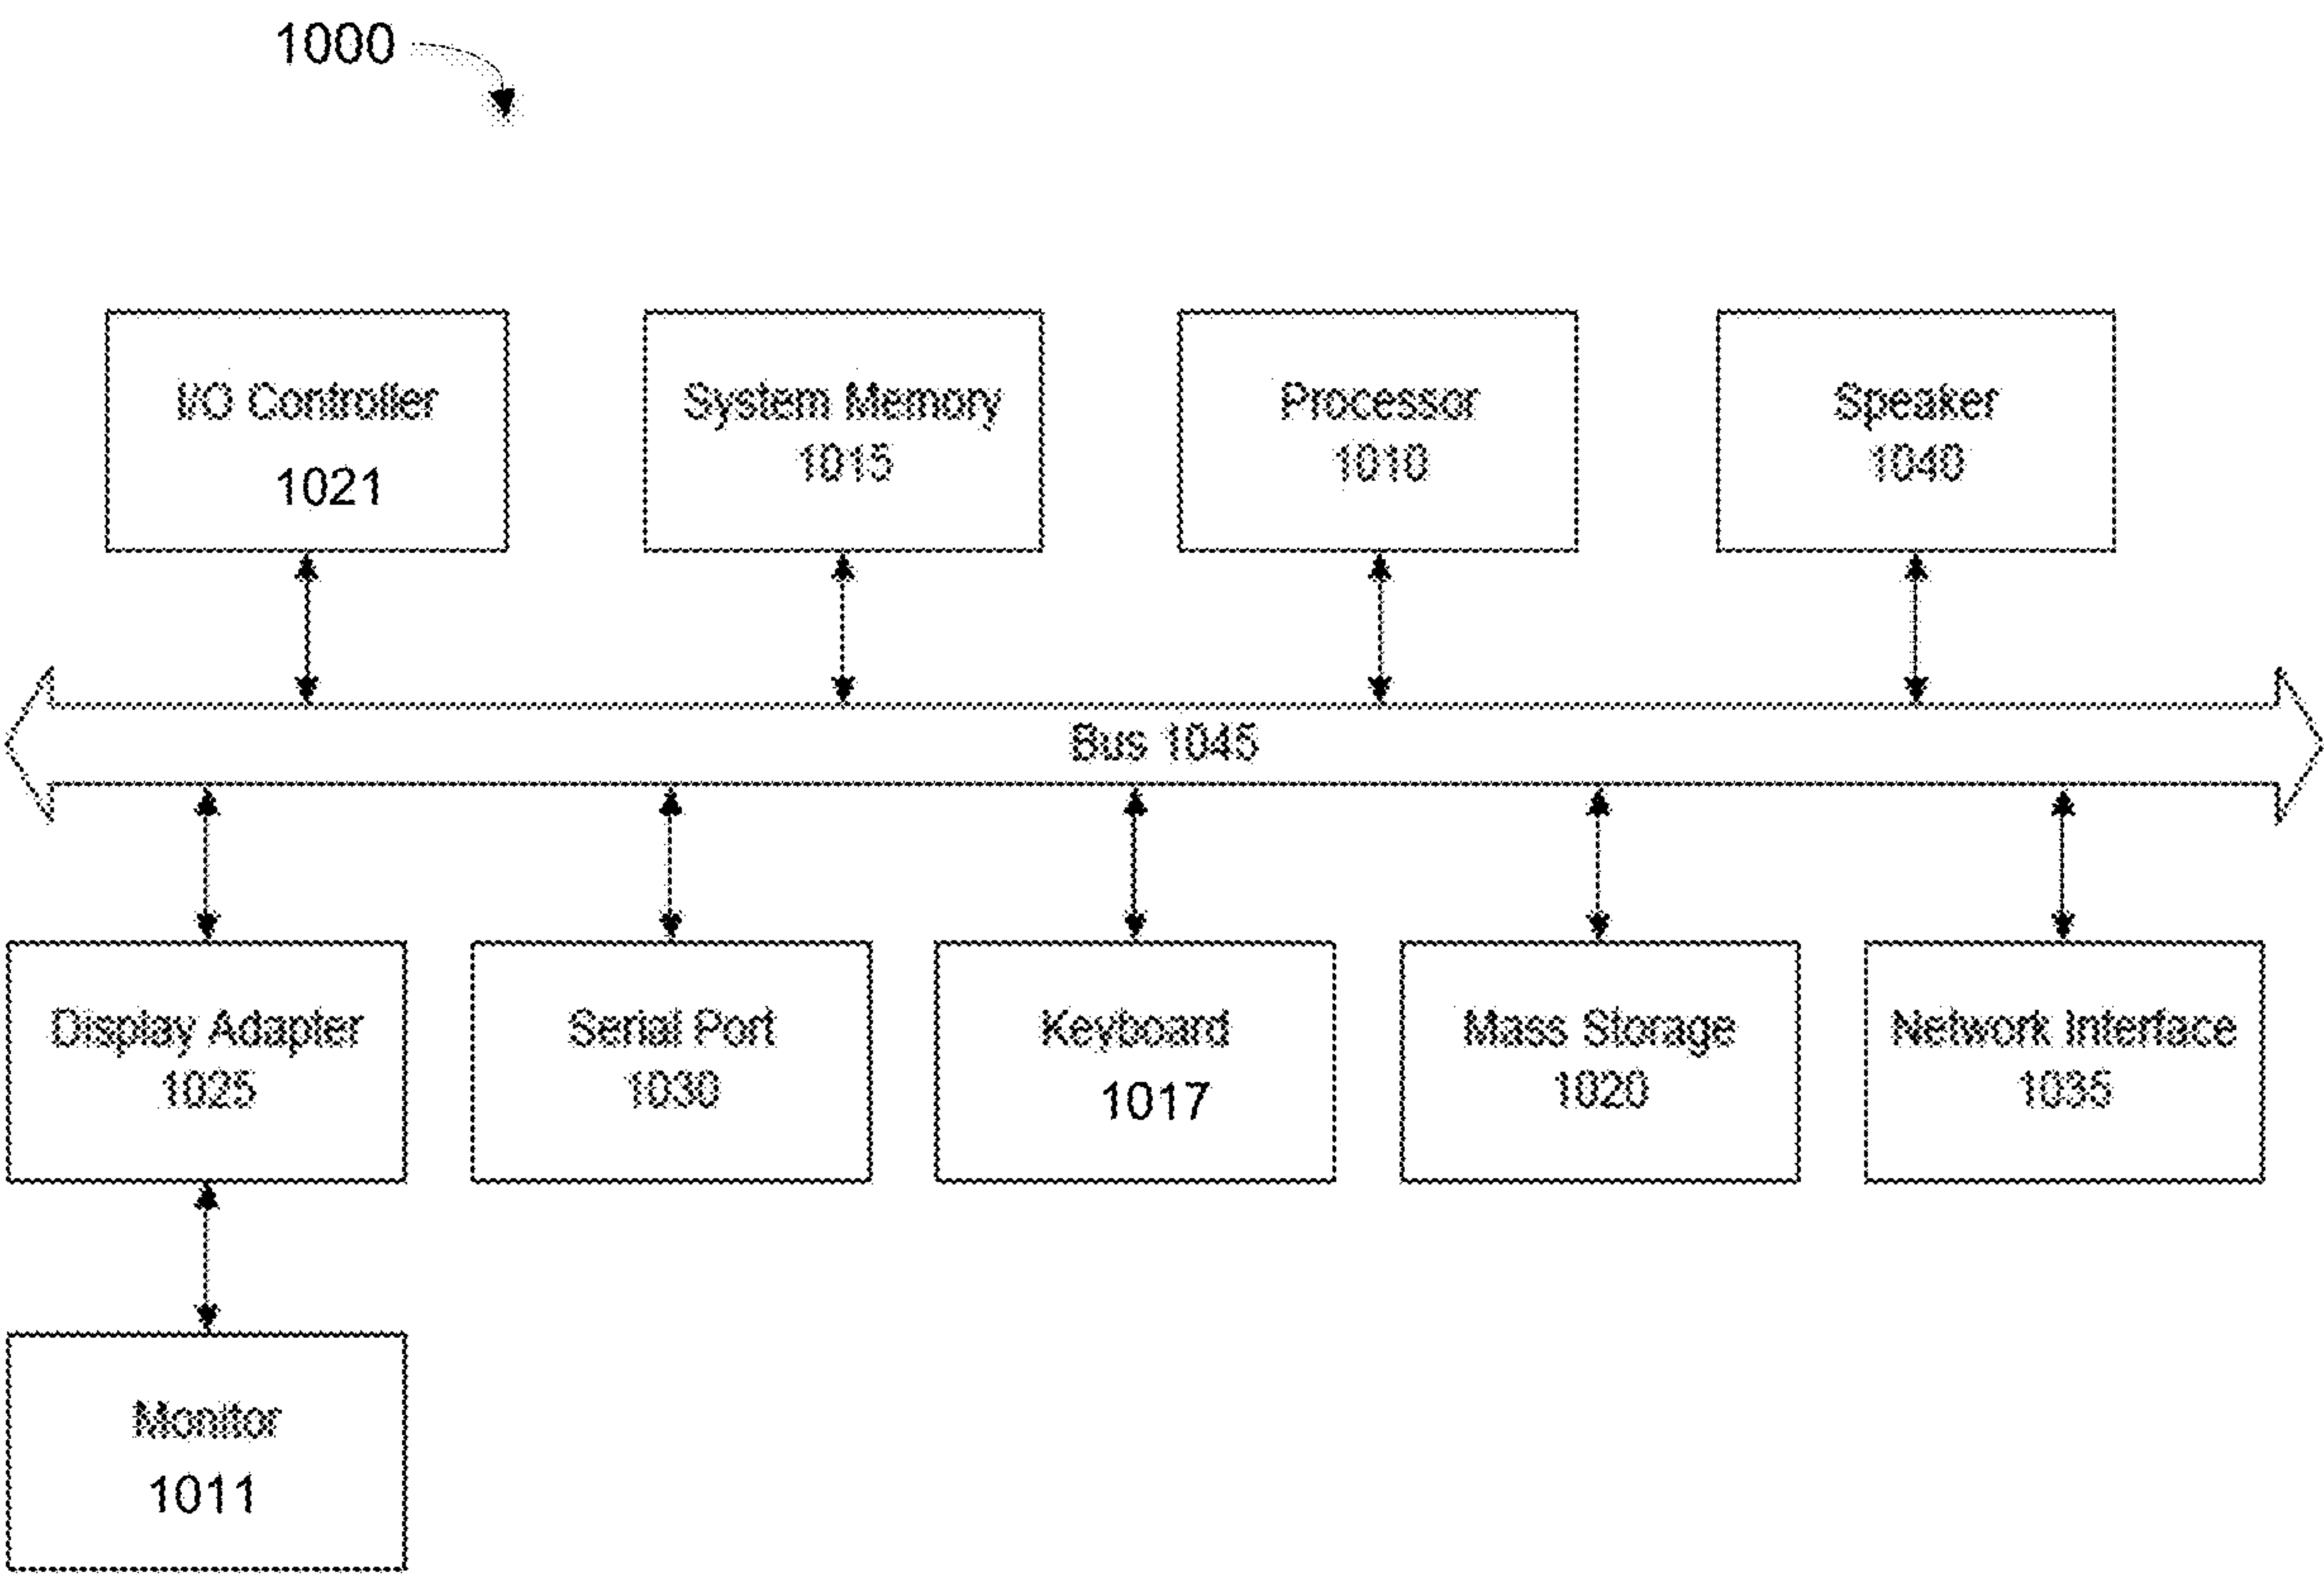 1000
I/O Controller
1021
System Memory
1015
Processor
1010
Speaker
1040
Bus 1045
Display Adapter
1025
Serial Port
1030
Keyboard
1017
Mass Storage
1020
Network Interface
1035
Monitor
1011